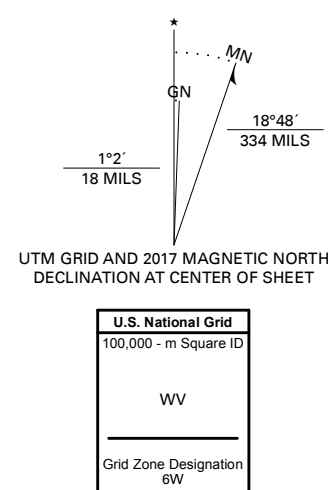 ★
MN
GN
18°48´
334 MILS
1°2´
18 MILS
UTM GRID AND 2017 MAGNETIC NORTH
DECLINATION AT CENTER OF SHEET
U.S. National Grid
100,000 - m Square ID
WV
Grid Zone Designation
6W